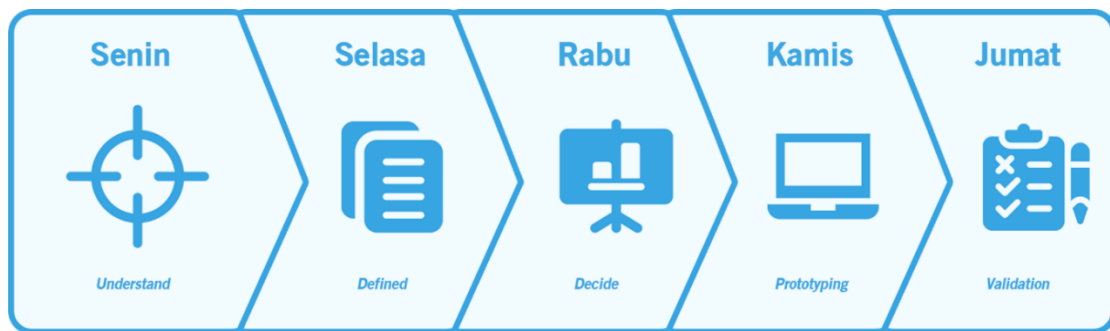 Senin
Selasa
Rabu
Kamis
Jumat
Understand
Defined
Decide
Prototyping
Validation